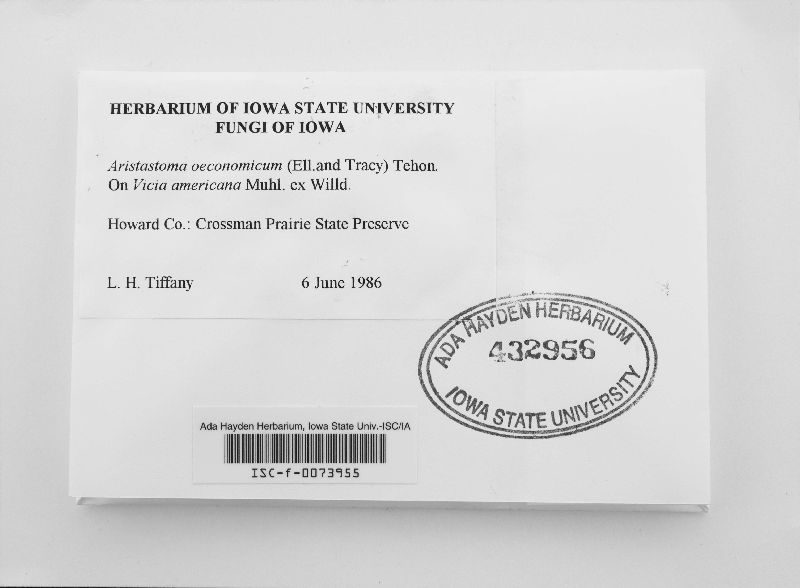 HERBARIUM OF IOWA STATE UNIVERSITY
FUNGI OF IOWA
Aristastoma oeconomicum (Ell.and Tracy) Tehon.
On Vicia americana Muhl. ex Willd.
Howard Co.: Crossman Prairie State Preserve
L. H. Tiffany 6 June 1986
ADA HAYDEN HERBARIUM
432956
IOWA STATE UNIVERSITY
Ada Hayden Herbarium, Iowa State Univ.-ISC/IA
ISC-f-0073955